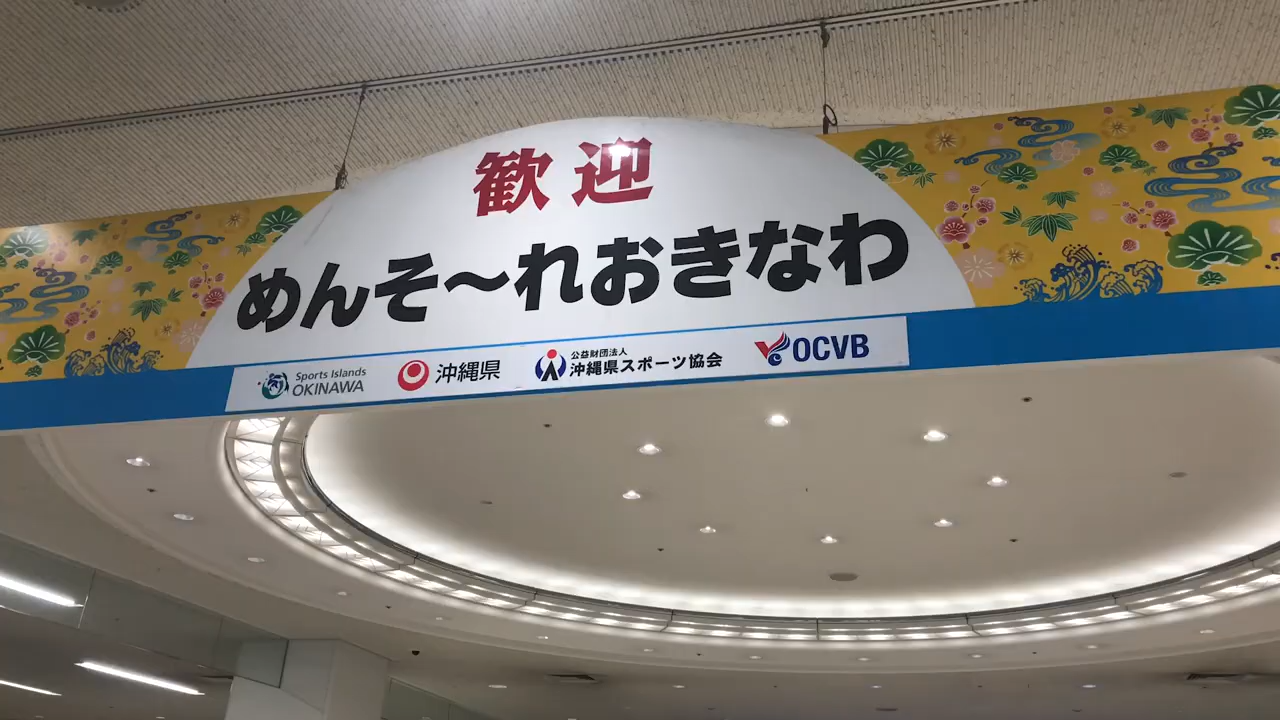 歓迎
めんそ～れおきなわ
Sports Islands
OKINAWA
沖縄県
公益財団法人
沖縄県スポーツ協会
OCVB